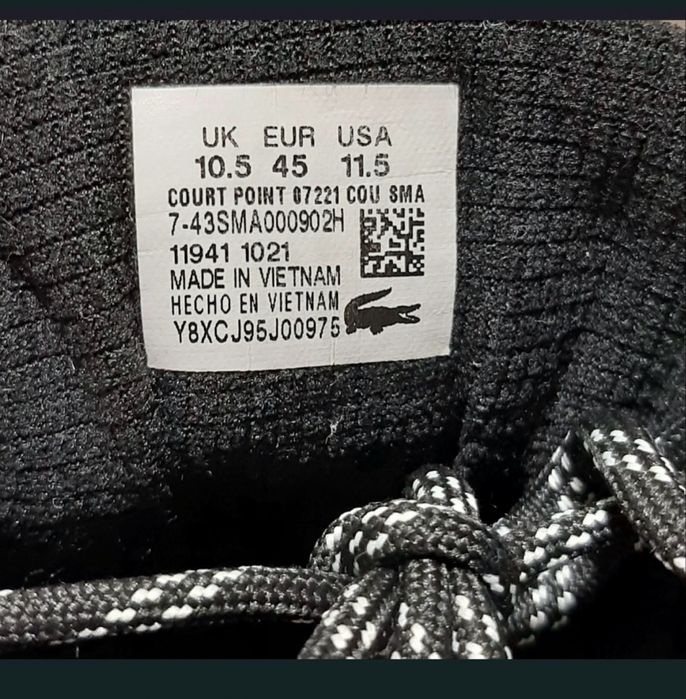 UK EUR USA
10.5 45 11.5
COURT POINT 07221 COU SMA
7-43SMA000902H
11941 1021
MADE IN VIETNAM
HECHO EN VIETNAM
Y8XCJ95J00975